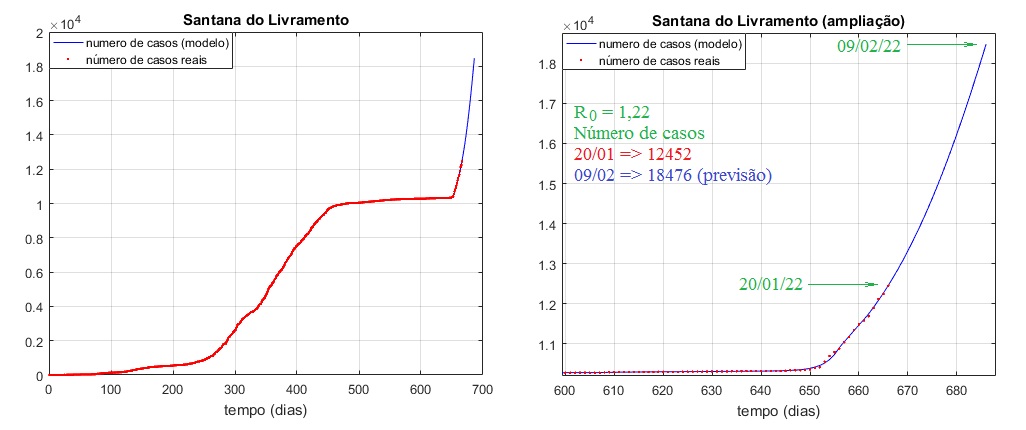 Santana do Livramento
×10⁴
2
1.8
1.6
1.4
1.2
1
0.8
0.6
0.4
0.2
0
numero de casos (modelo)
número de casos reais
0 100 200 300 400 500 600 700
tempo (dias)
Santana do Livramento (ampliação)
×10⁴
1.8
1.7
1.6
1.5
1.4
1.3
1.2
1.1
numero de casos (modelo)
número de casos reais
09/02/22
R₀ = 1,22
Número de casos
20/01 => 12452
09/02 => 18476 (previsão)
20/01/22
600 610 620 630 640 650 660 670 680
tempo (dias)